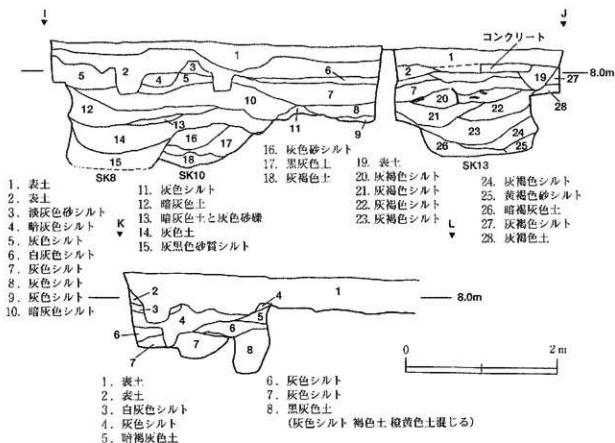 I
J
コンクリート
1
1
3
6
2
5
2
4
5
7
19
27
8.0m
7
20
28
12
10
8
22
21
13
11
9
14
16
17
23
24
18
26
25
15
SK8
SK10
SK13
1. 表土
2. 表土
3. 淡灰色砂シルト
4. 暗灰色シルト
5. 灰色シルト
6. 白灰色シルト
7. 灰色シルト
8. 灰色シルト
9. 灰色シルト
10. 暗灰色シルト
11. 灰色シルト
12. 暗灰色土
13. 暗灰色土と灰色砂礫
14. 灰色土
15. 灰黒色砂質シルト
16. 灰色砂シルト
17. 黒灰色土
18. 灰褐色土
19. 表土
20. 灰褐色シルト
21. 灰褐色シルト
22. 灰褐色シルト
23. 灰褐色シルト
24. 灰褐色シルト
25. 黄褐色砂シルト
26. 暗褐灰色土
27. 灰褐色シルト
28. 灰褐色土
K
L
2
3
4
4
1
8.0m
5
6
6
7
7
8
0
2m
1. 表土
2. 表土
3. 白灰色シルト
4. 灰色シルト
5. 暗褐灰色土
6. 灰色シルト
7. 灰色シルト
8. 黒灰色土
(灰色シルト 褐色土 橙黄色土混じる)